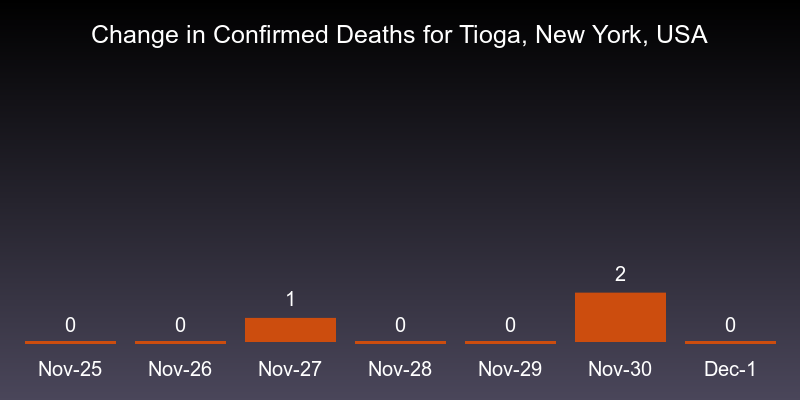 Change in Confirmed Deaths for Tioga, New York, USA
2
1
0 0 0 0 0
Nov-25 Nov-26 Nov-27 Nov-28 Nov-29 Nov-30 Dec-1